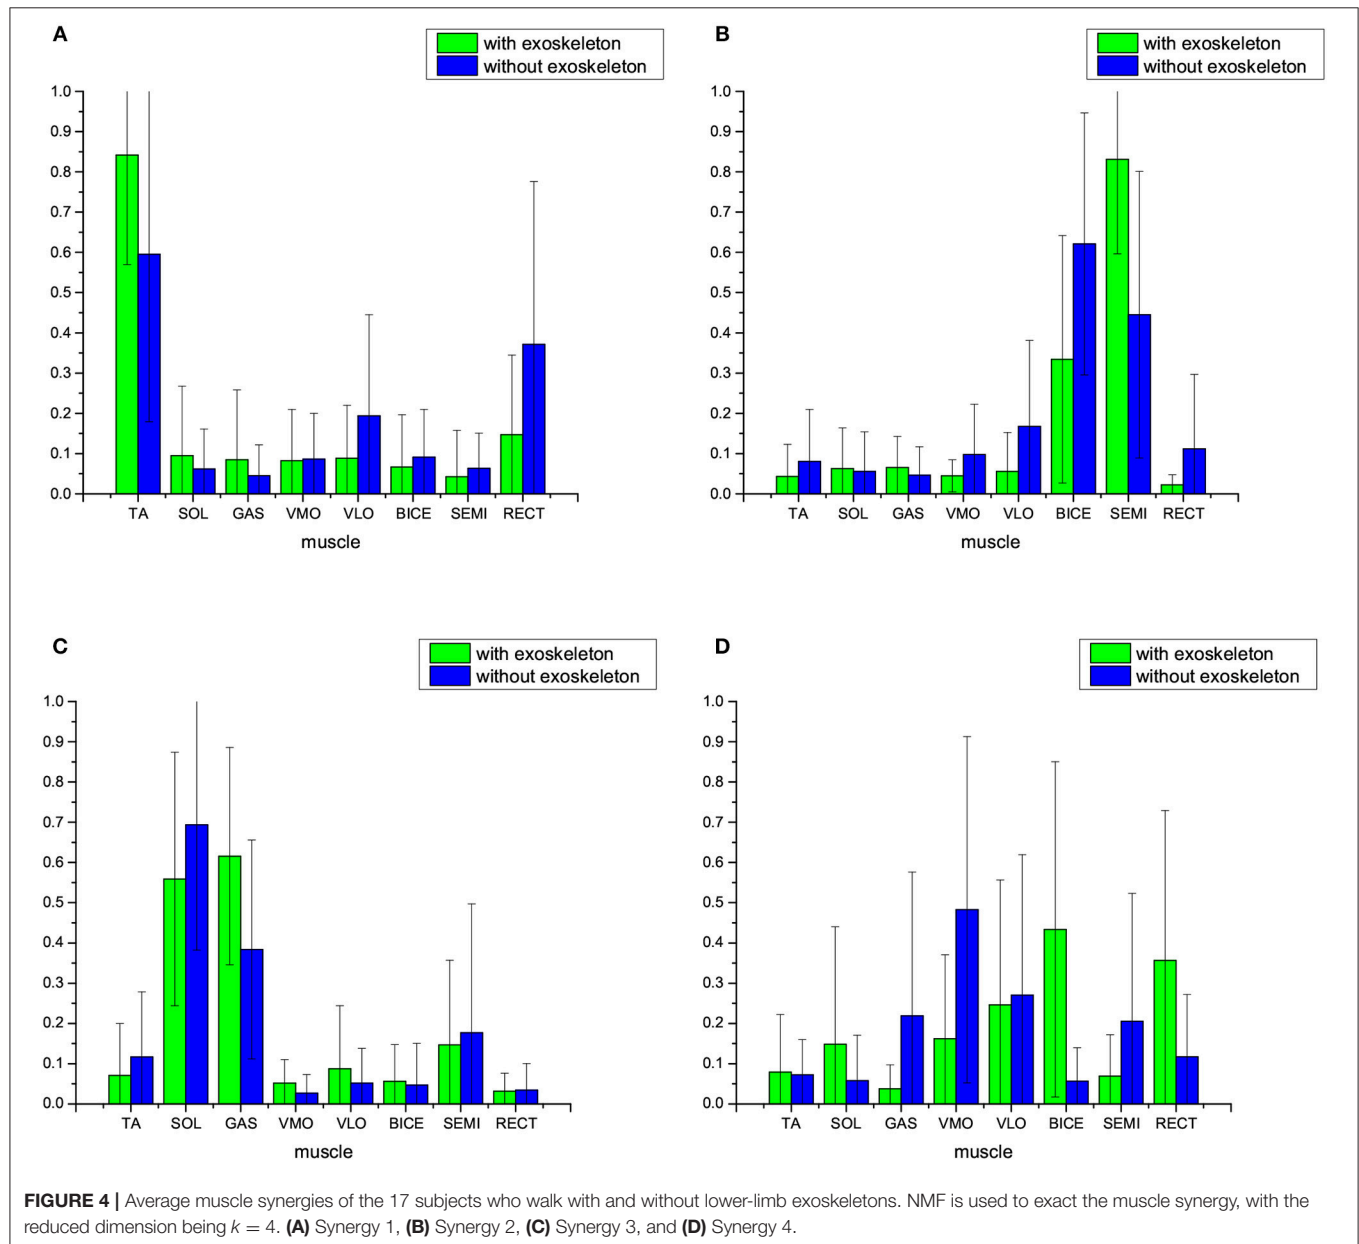 A
with exoskeleton
without exoskeleton
1.0
0.9
0.8
0.7
0.6
0.5
0.4
0.3
0.2
0.1
0.0
TA SOL GAS VMO VLO BICE SEMI RECT
muscle
B
with exoskeleton
without exoskeleton
1.0
0.9
0.8
0.7
0.6
0.5
0.4
0.3
0.2
0.1
0.0
TA SOL GAS VMO VLO BICE SEMI RECT
muscle
C
with exoskeleton
without exoskeleton
1.0
0.9
0.8
0.7
0.6
0.5
0.4
0.3
0.2
0.1
0.0
TA SOL GAS VMO VLO BICE SEMI RECT
muscle
D
with exoskeleton
without exoskeleton
1.0
0.9
0.8
0.7
0.6
0.5
0.4
0.3
0.2
0.1
0.0
TA SOL GAS VMO VLO BICE SEMI RECT
muscle
FIGURE 4 | Average muscle synergies of the 17 subjects who walk with and without lower-limb exoskeletons. NMF is used to exact the muscle synergy, with the
reduced dimension being k = 4. (A) Synergy 1, (B) Synergy 2, (C) Synergy 3, and (D) Synergy 4.